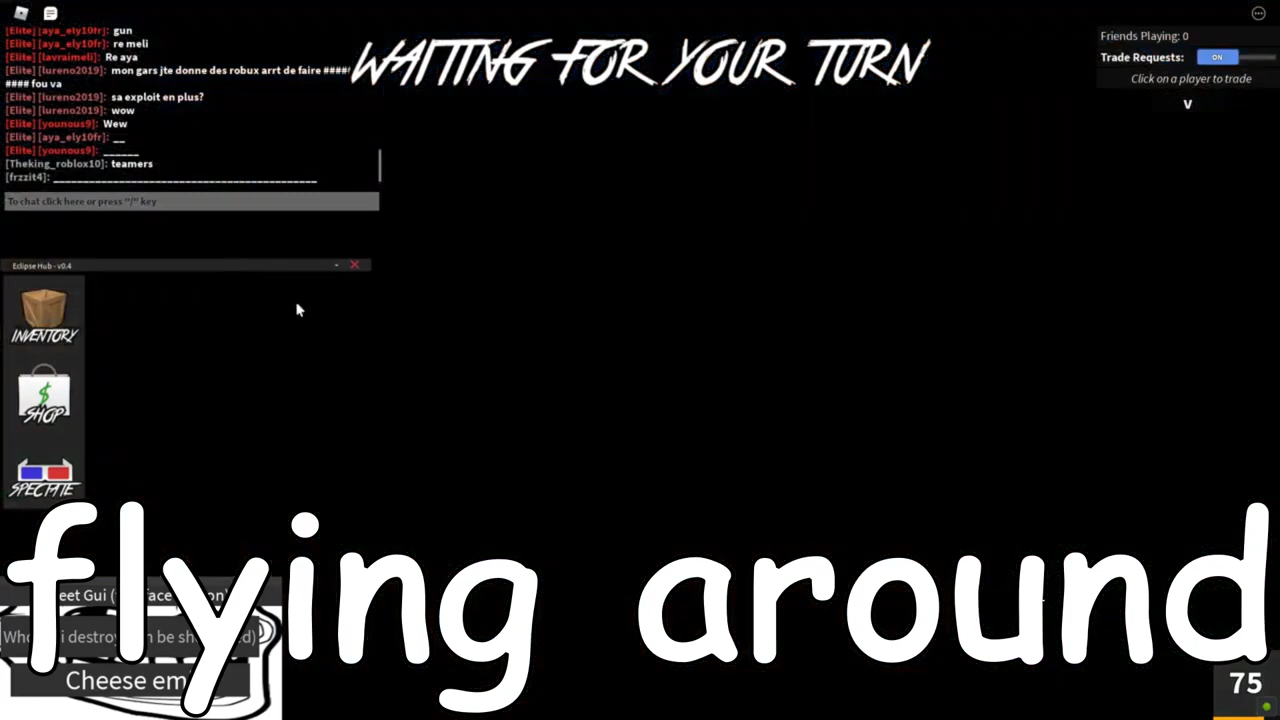 [Elite] [aya_ely10fr]: gun
[Elite] [aya_ely10fr]: re meli
[Elite] [lavraimeli]: Re aya
[Elite] [lureno2019]: mon gars jte donne des robux arrt de faire ####
#### fou va
[Elite] [lureno2019]: sa exploit en plus?
[Elite] [lureno2019]: wow
[Elite] [younous9]: Wew
[Elite] [aya_ely10fr]: __
[Elite] [younous9]: ______
[Theking_roblox10]: teamers
[frzzit4]: ____________________________________________
To chat click here or press "/" key
WAITING FOR YOUR TURN
Friends Playing: 0
Trade Requests: ON
Click on a player to trade
V
Eclipse Hub - v0.4
INVENTORY
$
SHOP
SPECTATE
flying around
Gui
destroy
Cheese em
75